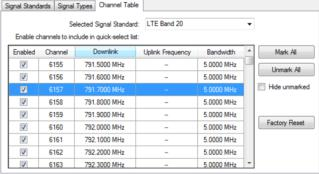 Signal Standards Signal Types Channel Table
Selected Signal Standard: LTE Band 20
Enable channels to include in quick-select list:
Enabled Channel Downlink Uplink Frequency Bandwidth Mark All
6155 791.5000 MHz -- 5.0000 MHz
Unmark All
6156 791.6000 MHz -- 5.0000 MHz
6157 791.7000 MHz -- 5.0000 MHz Hide unmarked
6158 791.8000 MHz -- 5.0000 MHz
6159 791.9000 MHz -- 5.0000 MHz
6160 792.0000 MHz -- 5.0000 MHz Factory Reset
6161 792.1000 MHz -- 5.0000 MHz
6162 792.2000 MHz -- 5.0000 MHz
6163 792.3000 MHz -- 5.0000 MHz